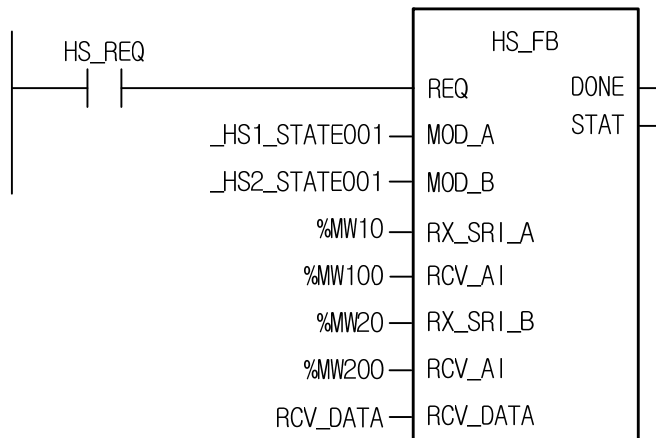 HS_REQ
HS_FB
REQ DONE
_HS1_STATE001 MOD_A STAT
_HS2_STATE001 MOD_B
%MW10 RX_SRI_A
%MW100 RCV_AI
%MW20 RX_SRI_B
%MW200 RCV_AI
RCV_DATA RCV_DATA